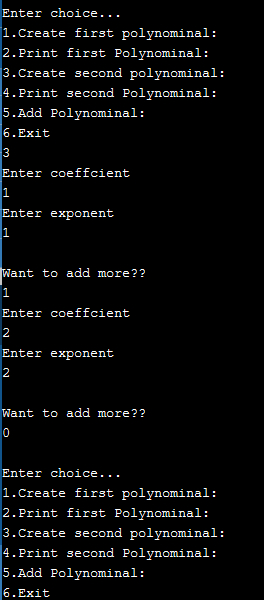 Enter choice...
1.Create first polynominal:
2.Print first Polynominal:
3.Create second polynominal:
4.Print second Polynominal:
5.Add Polynominal:
6.Exit
3
Enter coeffcient
1
Enter exponent
1
Want to add more??
1
Enter coeffcient
2
Enter exponent
2
Want to add more??
0
Enter choice...
1.Create first polynominal:
2.Print first Polynominal:
3.Create second polynominal:
4.Print second Polynominal:
5.Add Polynominal:
6.Exit